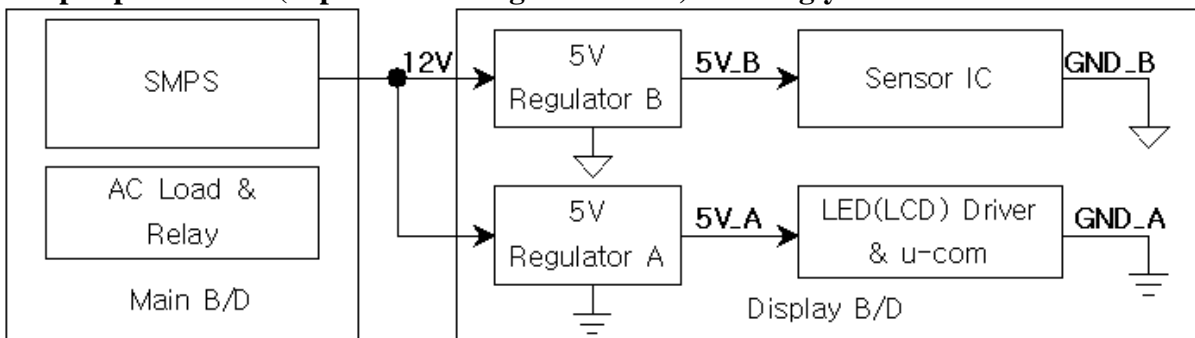 SMPS
AC Load &
Relay
Main B/D
12V
5V
Regulator B
5V_B
Sensor IC
GND_B
5V
Regulator A
5V_A
LED(LCD) Driver
& u-com
GND_A
Display B/D